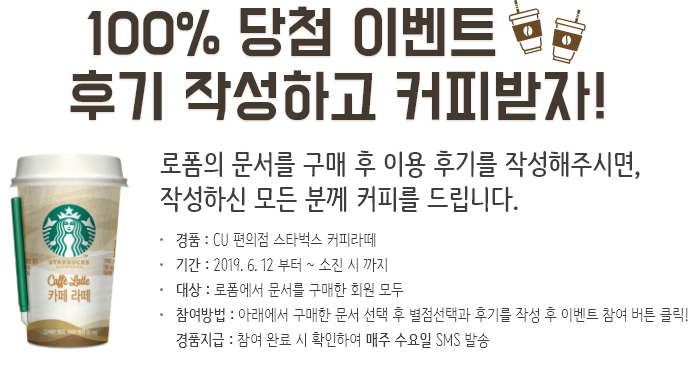 100% 당첨 이벤트
후기 작성하고 커피받자!
로폼의 문서를 구매 후 이용 후기를 작성해주시면,
작성하신 모든 분께 커피를 드립니다.
· 경품 : CU 편의점 스타벅스 커피라떼
· 기간 : 2019. 6. 12 부터 ~ 소진 시 까지
· 대상 : 로폼에서 문서를 구매한 회원 모두
· 참여방법 : 아래에서 구매한 문서 선택 후 별점선택과 후기를 작성 후 이벤트 참여 버튼 클릭!
경품지급 : 참여 완료 시 확인하여 매주 수요일 SMS 발송
STARBUCKS
Caffè Latte
카페 라떼